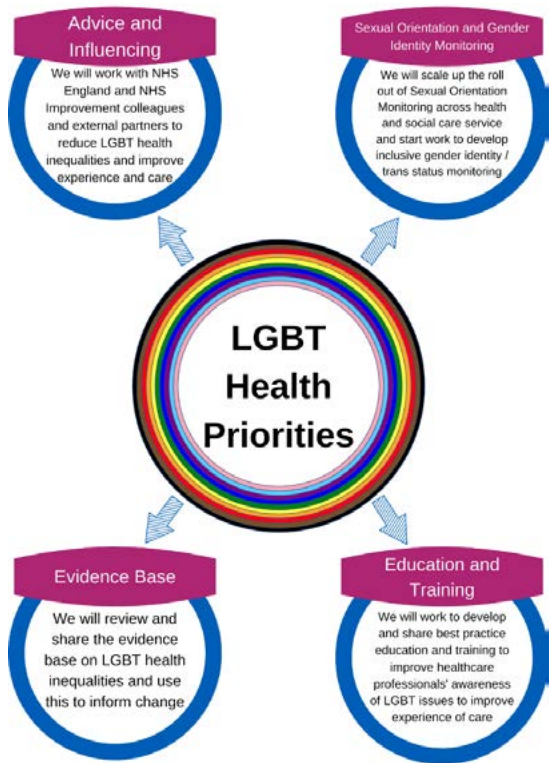 Advice and
Influencing
We will work with NHS
England and NHS
Improvement colleagues
and external partners to
reduce LGBT health
inequalities and improve
experience and care
Sexual Orientation and Gender
Identity Monitoring
We will scale up the roll
out of Sexual Orientation
Monitoring across health
and social care service
and start work to develop
inclusive gender identity /
trans status monitoring
LGBT
Health
Priorities
Evidence Base
We will review and
share the evidence
base on LGBT health
inequalities and use
this to inform change
Education and
Training
We will work to develop
and share best practice
education and training to
improve healthcare
professionals' awareness
of LGBT issues to improve
experience of care